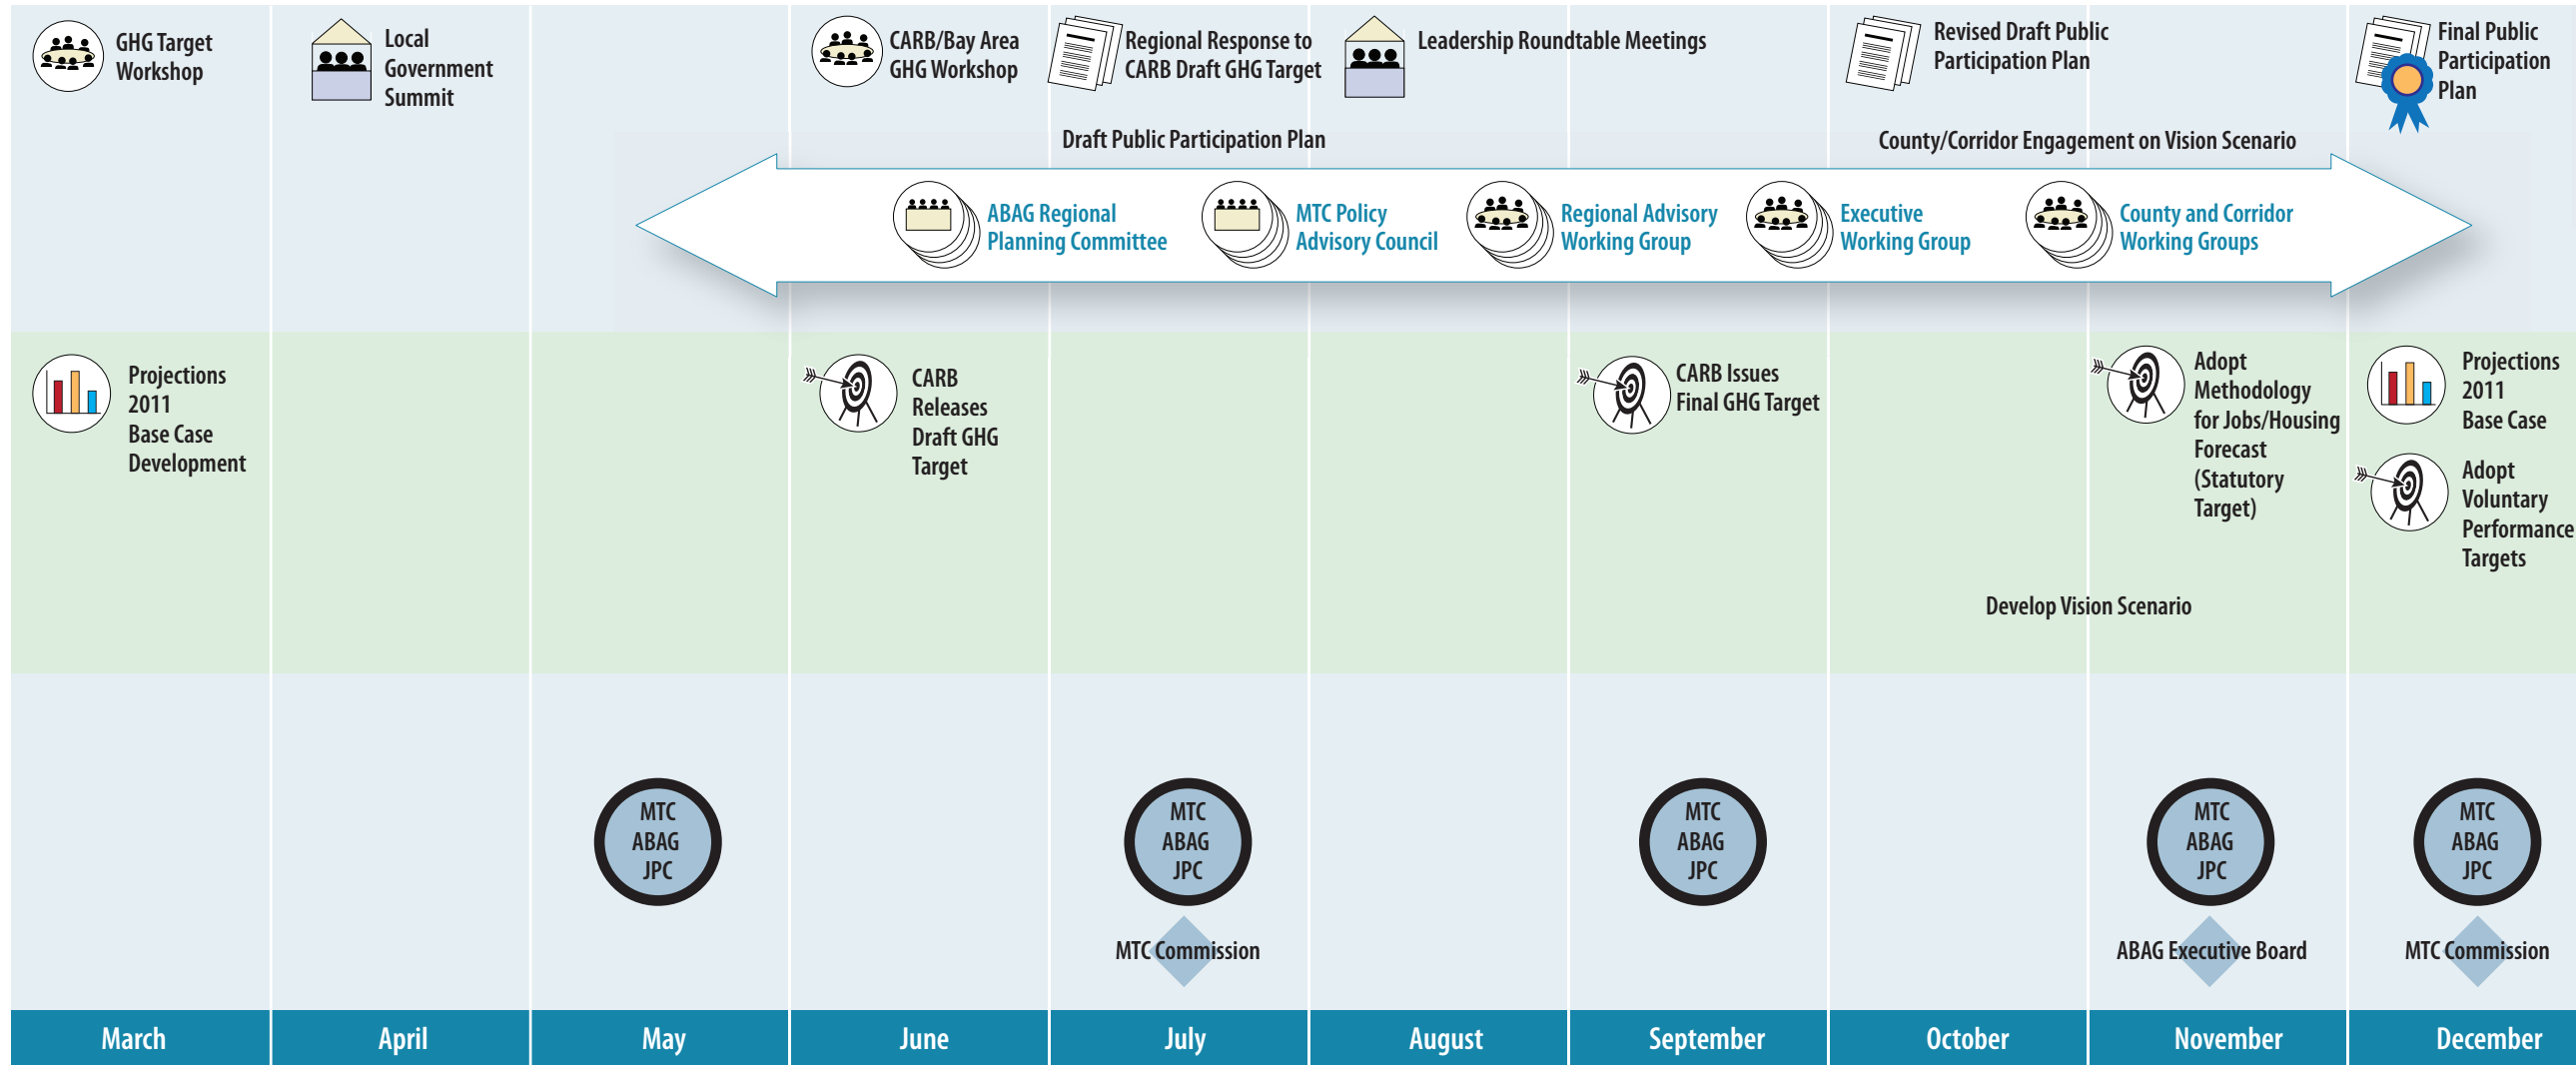 GHG Target
Workshop
Local
Government
Summit
CARB/Bay Area
GHG Workshop
Regional Response to
CARB Draft GHG Target
Leadership Roundtable Meetings
Revised Draft Public
Participation Plan
Final Public
Participation
Plan
Draft Public Participation Plan
County/Corridor Engagement on Vision Scenario
ABAG Regional
Planning Committee
MTC Policy
Advisory Council
Regional Advisory
Working Group
Executive
Working Group
County and Corridor
Working Groups
Projections
2011
Base Case
Development
CARB
Releases
Draft GHG
Target
CARB Issues
Final GHG Target
Adopt
Methodology
for Jobs/Housing
Forecast
(Statutory
Target)
Projections
2011
Base Case
Adopt
Voluntary
Performance
Targets
Develop Vision Scenario
MTC
ABAG
JPC
MTC
ABAG
JPC
MTC
ABAG
JPC
MTC
ABAG
JPC
MTC
ABAG
JPC
MTC Commission
ABAG Executive Board
MTC Commission
March
April
May
June
July
August
September
October
November
December